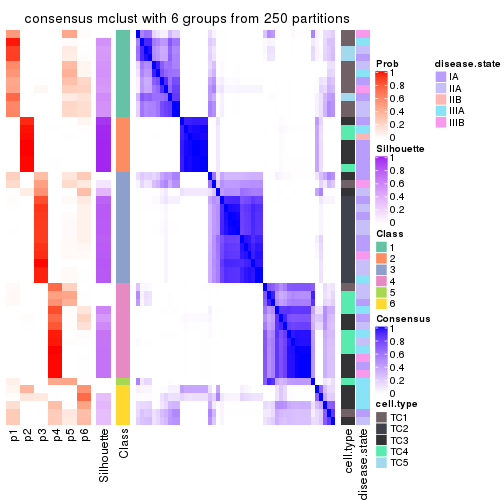 consensus mclust with 6 groups from 250 partitions
Prob
1
0.8
0.6
0.4
0.2
0
Silhouette
1
0.8
0.6
0.4
0.2
0
Class
1
2
3
4
5
6
Consensus
1
0.8
0.6
0.4
0.2
0
cell.type
TC1
TC2
TC3
TC4
TC5
disease.state
IA
IIA
IIB
IIIA
IIIB
p1
p2
p3
p4
p5
p6
Silhouette
Class
cell.type
disease.state